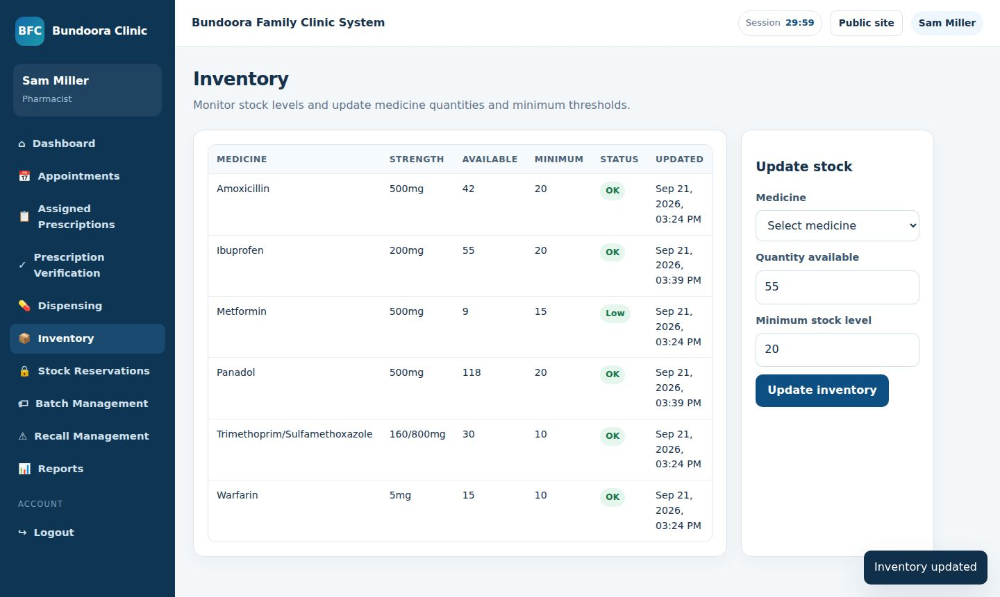 BFC Bundoora Clinic
Sam Miller
Pharmacist
Dashboard
Appointments
Assigned
Prescriptions
Prescription
Verification
Dispensing
Inventory
Stock Reservations
Batch Management
Recall Management
Reports
ACCOUNT
Logout
Bundoora Family Clinic System
Session 29:59
Public site
Sam Miller
Inventory
Monitor stock levels and update medicine quantities and minimum thresholds.
MEDICINE STRENGTH AVAILABLE MINIMUM STATUS UPDATED
Amoxicillin 500mg 42 20 OK Sep 21,
2026,
03:24 PM
Ibuprofen 200mg 55 20 OK Sep 21,
2026,
03:39 PM
Metformin 500mg 9 15 Low Sep 21,
2026,
03:24 PM
Panadol 500mg 118 20 OK Sep 21,
2026,
03:39 PM
Trimethoprim/Sulfamethoxazole 160/800mg 30 10 OK Sep 21,
2026,
03:24 PM
Warfarin 5mg 15 10 OK Sep 21,
2026,
03:24 PM
Update stock
Medicine
Select medicine
Quantity available
55
Minimum stock level
20
Update inventory
Inventory updated